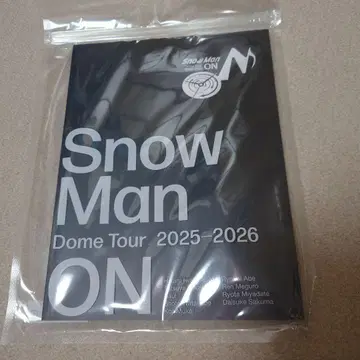 Snow Man
ON
Snow
Man
Dome Tour 2025–2026
ON
Abe
Ren Meguro
Ryota Miyadate
Daisuke Sakuma